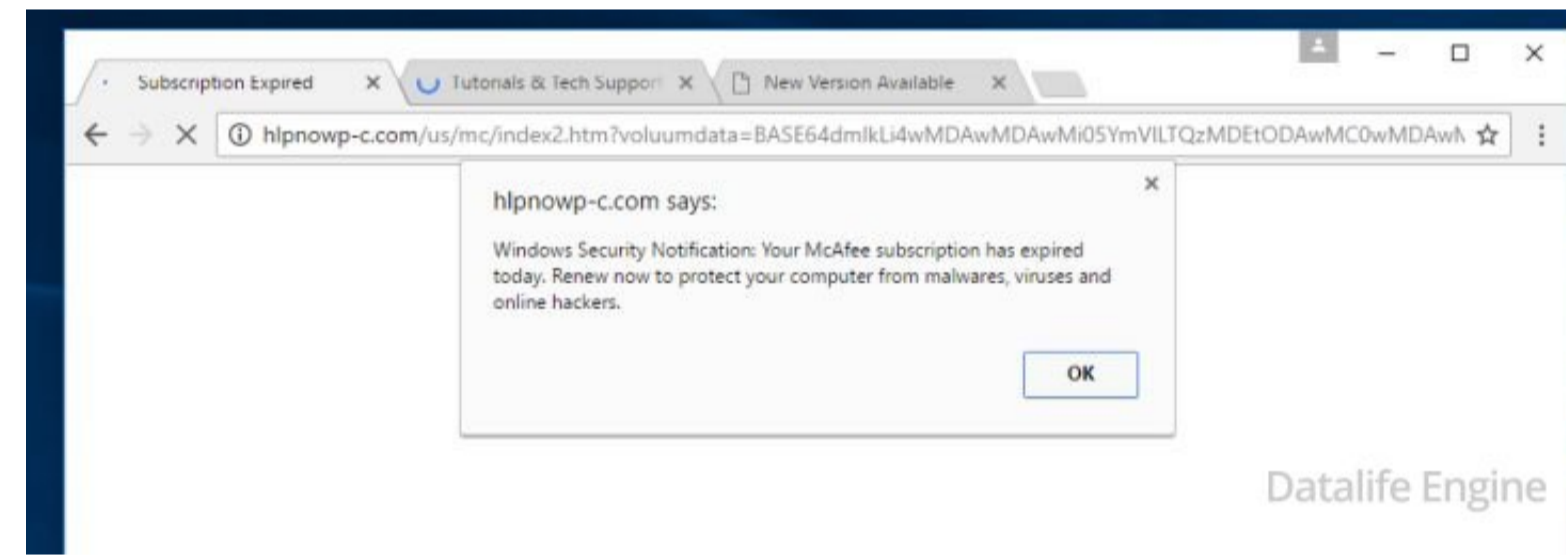 Subscription Expired
Tutorials & Tech Support
New Version Available
hlpnowp-c.com/us/mc/index2.htm?voluumdata=BASE64dmlkLi4wMDAwMDAwMi05YmVlLTQzMDEtODAwMC0wMDAwN
hlpnowp-c.com says:
Windows Security Notification: Your McAfee subscription has expired
today. Renew now to protect your computer from malwares, viruses and
online hackers.
OK
Datalife Engine